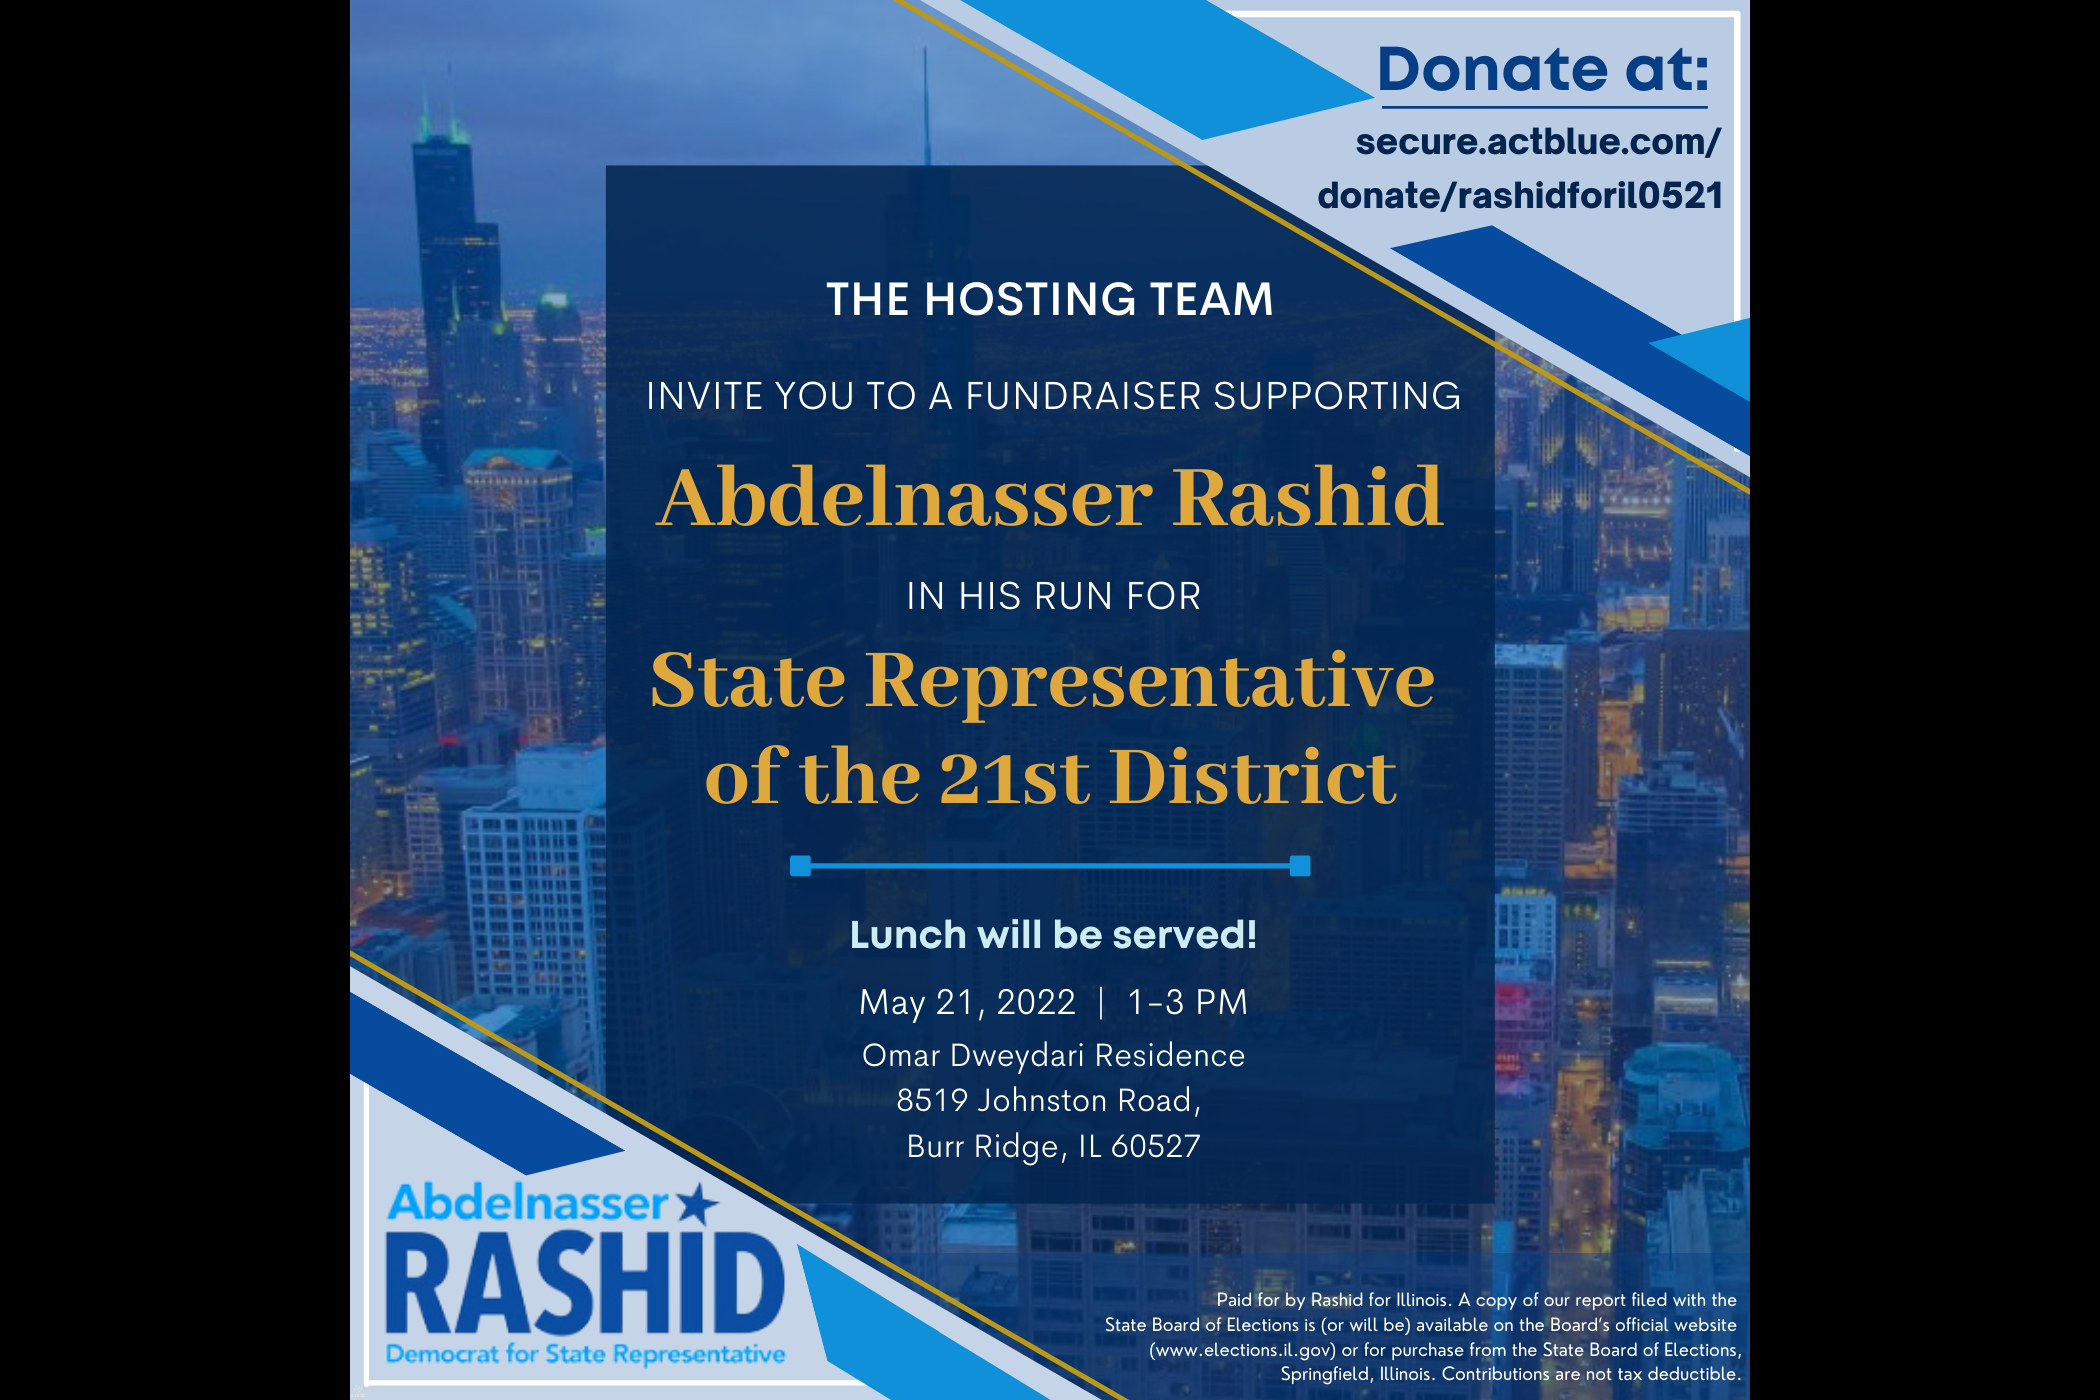 Donate at:
secure.actblue.com/
donate/rashidforil0521
THE HOSTING TEAM
INVITE YOU TO A FUNDRAISER SUPPORTING
Abdelnasser Rashid
IN HIS RUN FOR
State Representative
of the 21st District
Lunch will be served!
May 21, 2022 | 1-3 PM
Omar Dweydari Residence
8519 Johnston Road,
Burr Ridge, IL 60527
Abdelnasser
RASHID
Democrat for State Representative
Paid for by Rashid for Illinois. A copy of our report filed with the
State Board of Elections is (or will be) available on the Board's official website
(www.elections.il.gov) or for purchase from the State Board of Elections,
Springfield, Illinois. Contributions are not tax deductible.